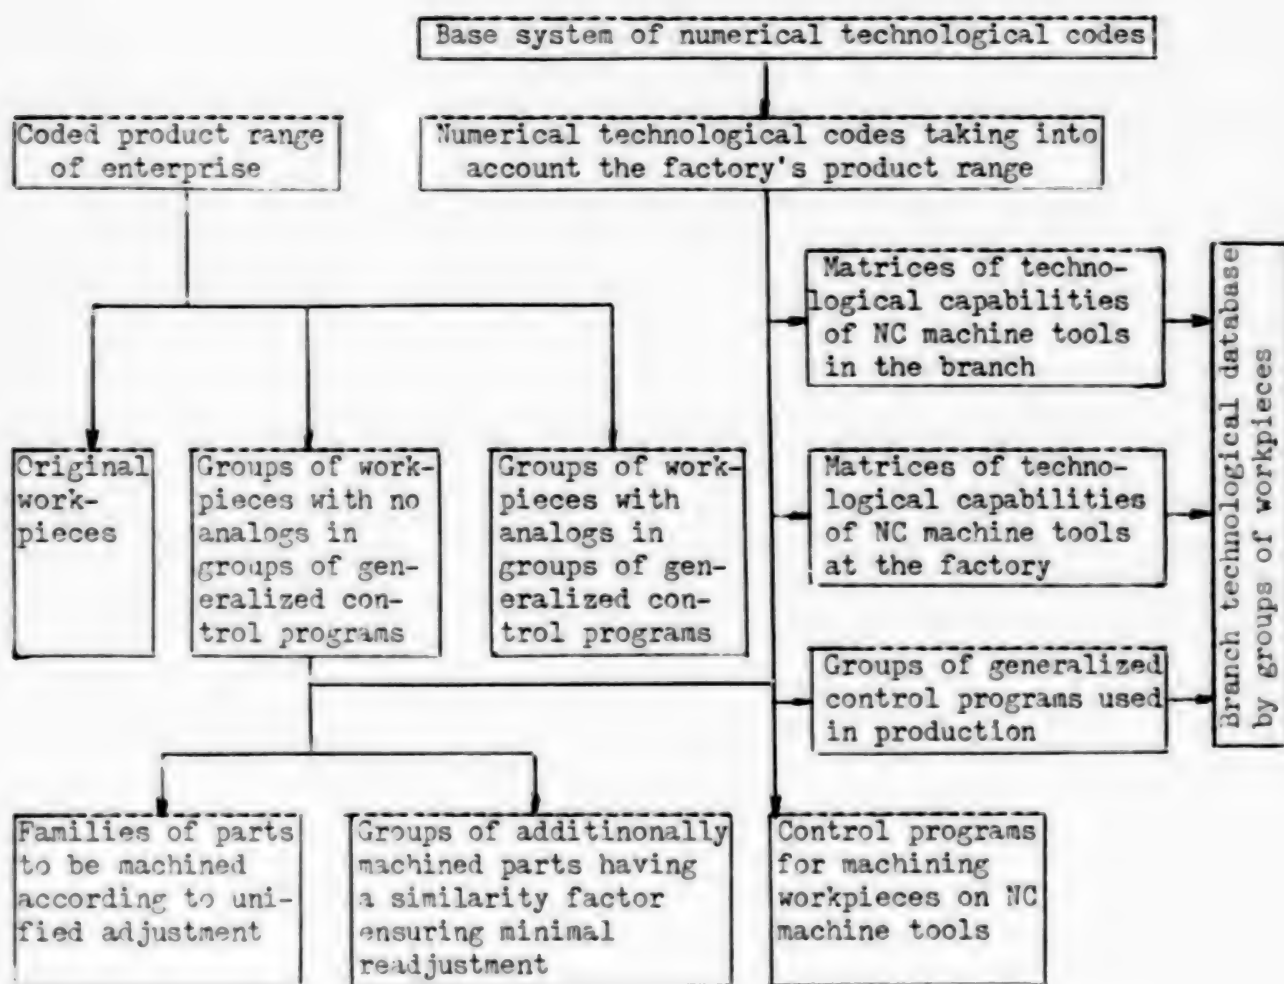 Base system of numerical technological codes
Coded product range
of enterprise
Numerical technological codes taking into
account the factory's product range
Matrices of techno-
logical capabilities
of NC machine tools
in the branch
Branch technological database
by groups of workpieces
Original
work-
pieces
Groups of work-
pieces with no
analogs in
groups of gen-
eralized con-
trol programs
Groups of work-
pieces with
analogs in
groups of gen-
eralized con-
trol programs
Matrices of techno-
logical capabilities
of NC machine tools
at the factory
Groups of generalized
control programs used
in production
Families of parts
to be machined
according to uni-
fied adjustment
Groups of additinonally
machined parts having
a similarity factor
ensuring minimal
readjustment
Control programs
for machining
workpieces on NC
machine tools